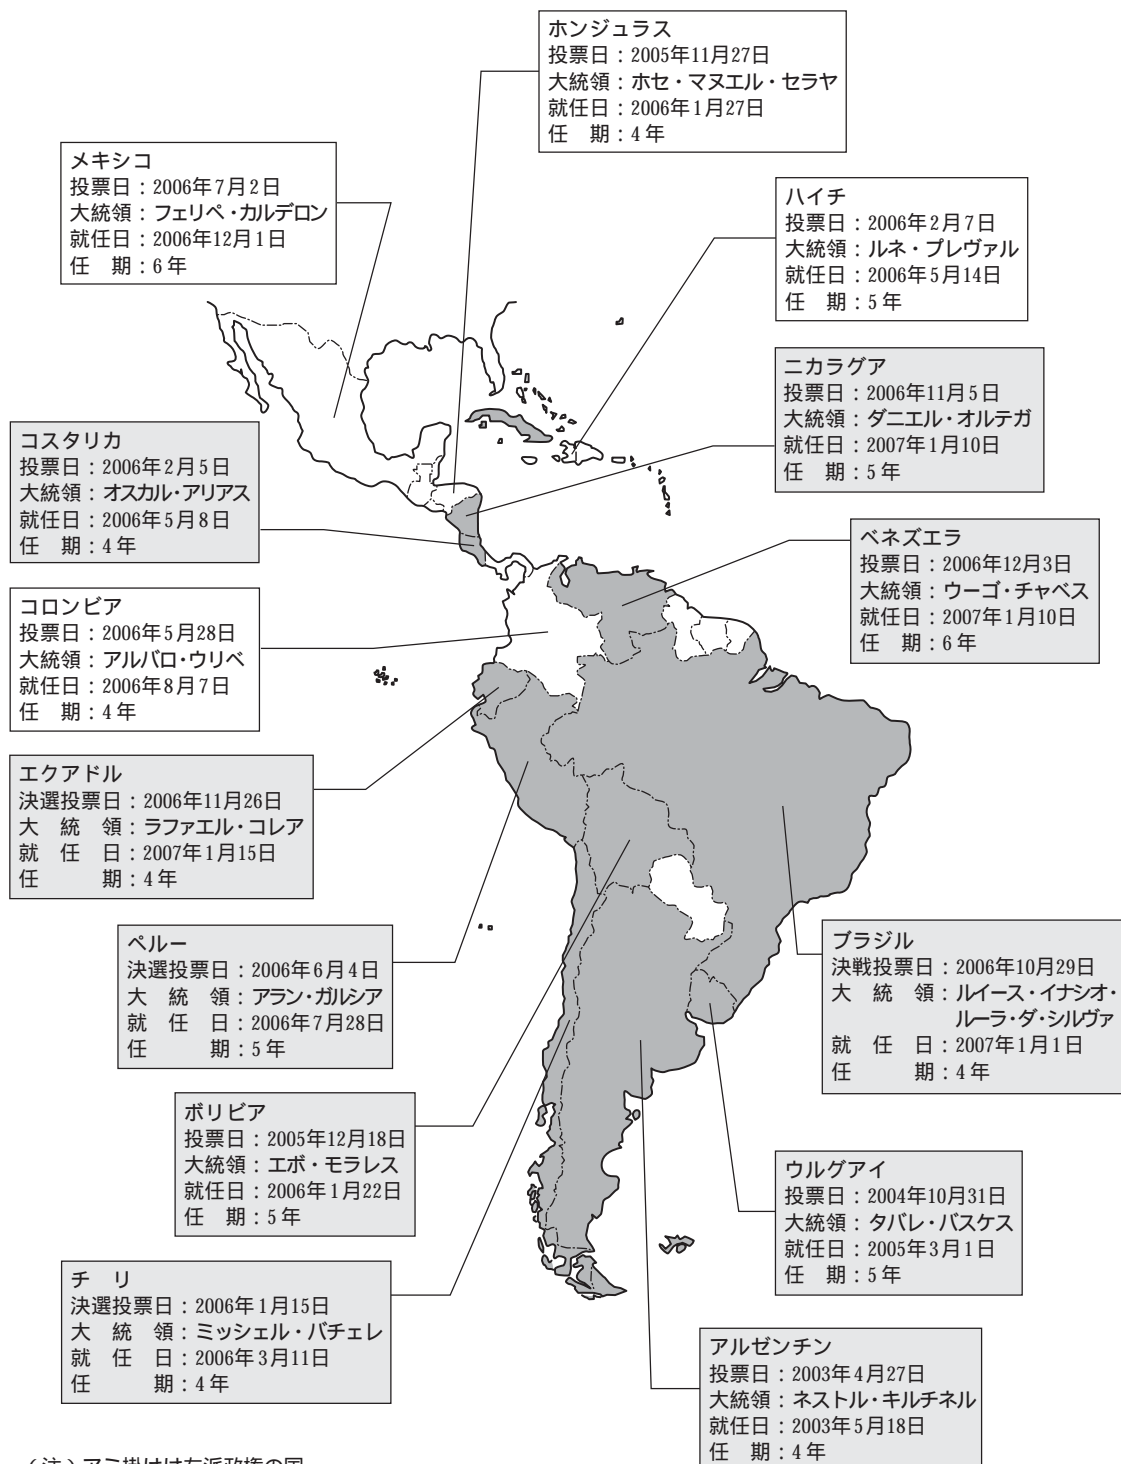 ホンジュラス
投票日：2005年11月27日
大統領：ホセ・マヌエル・セラヤ
就任日：2006年1月27日
任　期：4年
メキシコ
投票日：2006年7月2日
大統領：フェリペ・カルデロン
就任日：2006年12月1日
任　期：6年
ハイチ
投票日：2006年2月7日
大統領：ルネ・プレヴァル
就任日：2006年5月14日
任　期：5年
ニカラグア
投票日：2006年11月5日
大統領：ダニエル・オルテガ
就任日：2007年1月10日
任　期：5年
コスタリカ
投票日：2006年2月5日
大統領：オスカル・アリアス
就任日：2006年5月8日
任　期：4年
ベネズエラ
投票日：2006年12月3日
大統領：ウーゴ・チャベス
就任日：2007年1月10日
任　期：6年
コロンビア
投票日：2006年5月28日
大統領：アルバロ・ウリベ
就任日：2006年8月7日
任　期：4年
エクアドル
決選投票日：2006年11月26日
大　統　領：ラファエル・コレア
就　任　日：2007年1月15日
任　　　期：4年
ペルー
決選投票日：2006年6月4日
大　統　領：アラン・ガルシア
就　任　日：2006年7月28日
任　　　期：5年
ブラジル
決戦投票日：2006年10月29日
大　統　領：ルイース・イナシオ・
ルーラ・ダ・シルヴァ
就　任　日：2007年1月1日
任　　　期：4年
ボリビア
投票日：2005年12月18日
大統領：エボ・モラレス
就任日：2006年1月22日
任　期：5年
ウルグアイ
投票日：2004年10月31日
大統領：タバレ・バスケス
就任日：2005年3月1日
任　期：5年
チ　リ
決選投票日：2006年1月15日
大　統　領：ミッシェル・バチェレ
就　任　日：2006年3月11日
任　　　期：4年
アルゼンチン
投票日：2003年4月27日
大統領：ネストル・キルチネル
就任日：2003年5月18日
任　期：4年
（注）アミ掛けは左派政権の国